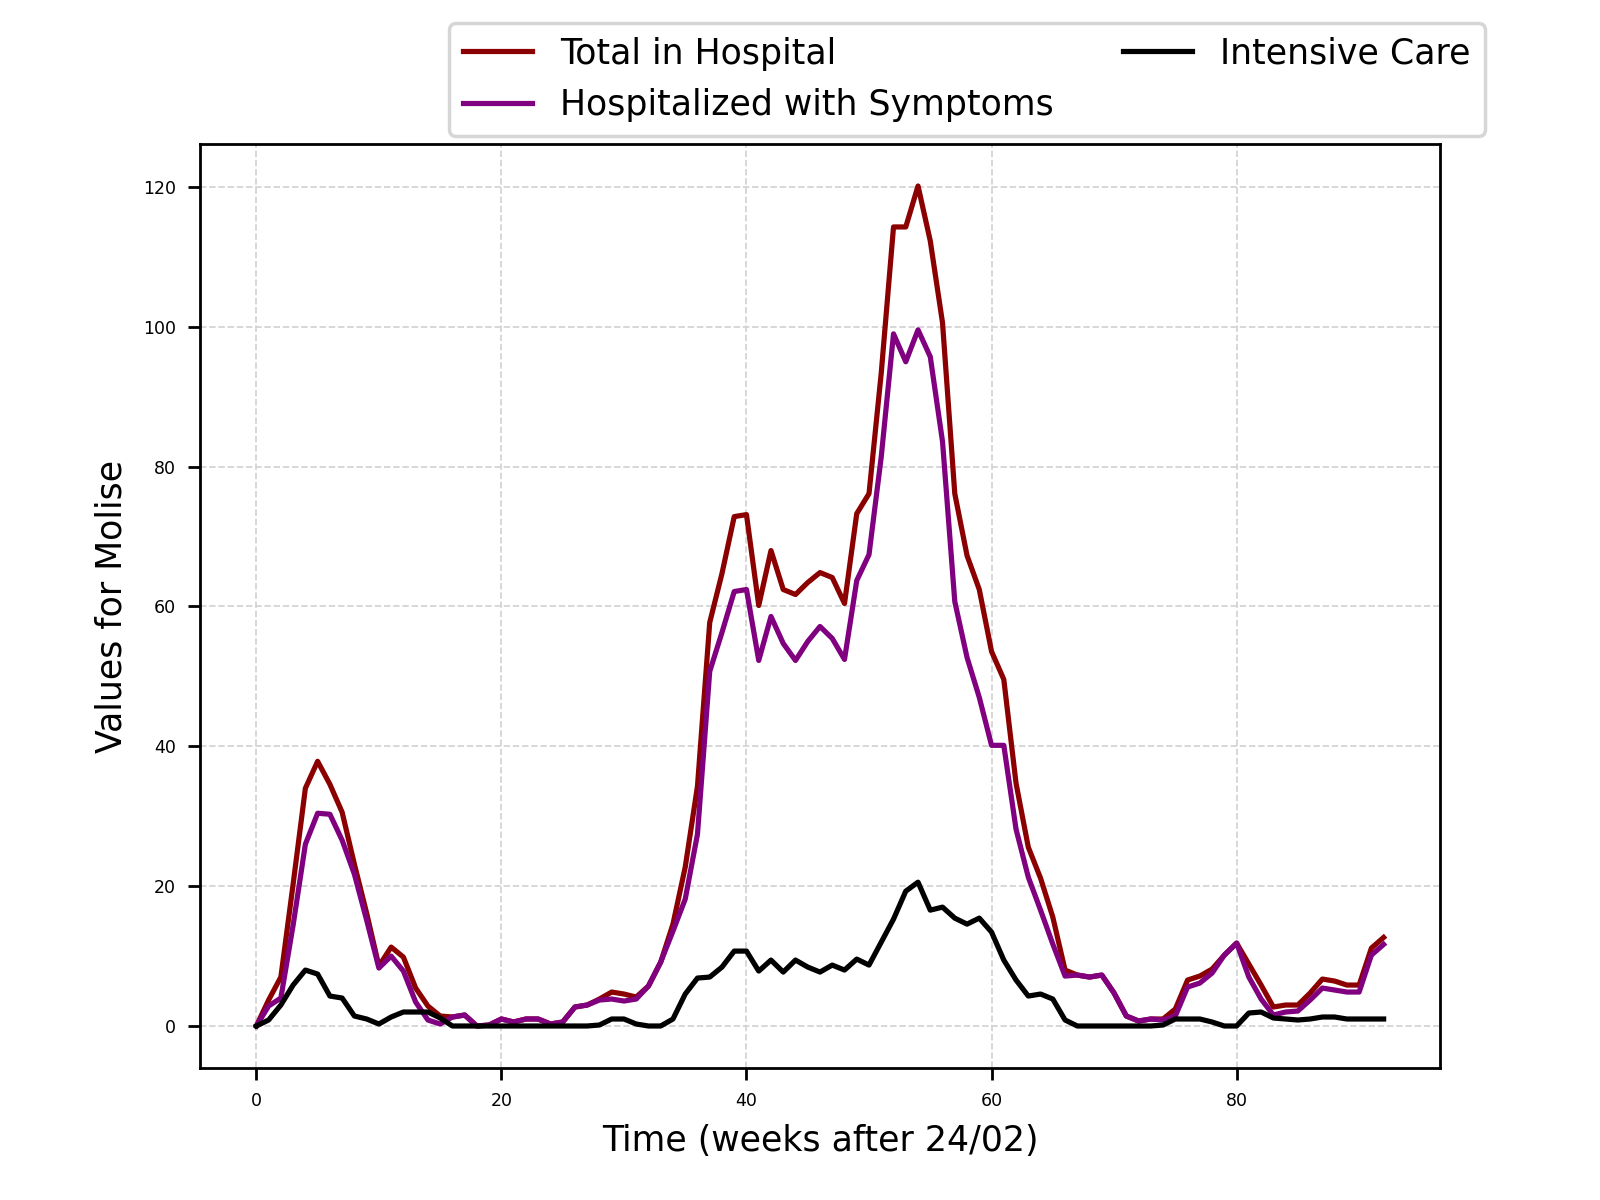 Total in Hospital
Hospitalized with Symptoms
Intensive Care
Values for Molise
120
100
80
60
40
20
0
0 20 40 60 80
Time (weeks after 24/02)